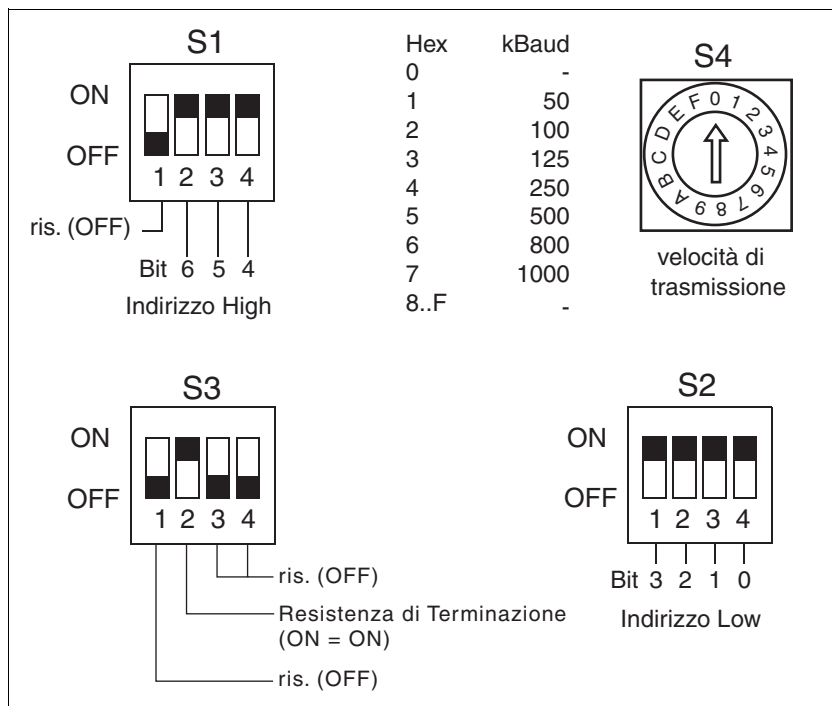 S1
ON
OFF
1 2 3 4
ris. (OFF)
Bit 6 5 4
Indirizzo High
Hex kBaud
0 -
1 50
2 100
3 125
4 250
5 500
6 800
7 1000
8..F -
S4
0 1 2 3 4 5 6 7 8 9 A B C D E F
velocità di
trasmissione
S3
ON
OFF
1 2 3 4
ris. (OFF)
Resistenza di Terminazione
(ON = ON)
ris. (OFF)
S2
ON
OFF
1 2 3 4
Bit 3 2 1 0
Indirizzo Low